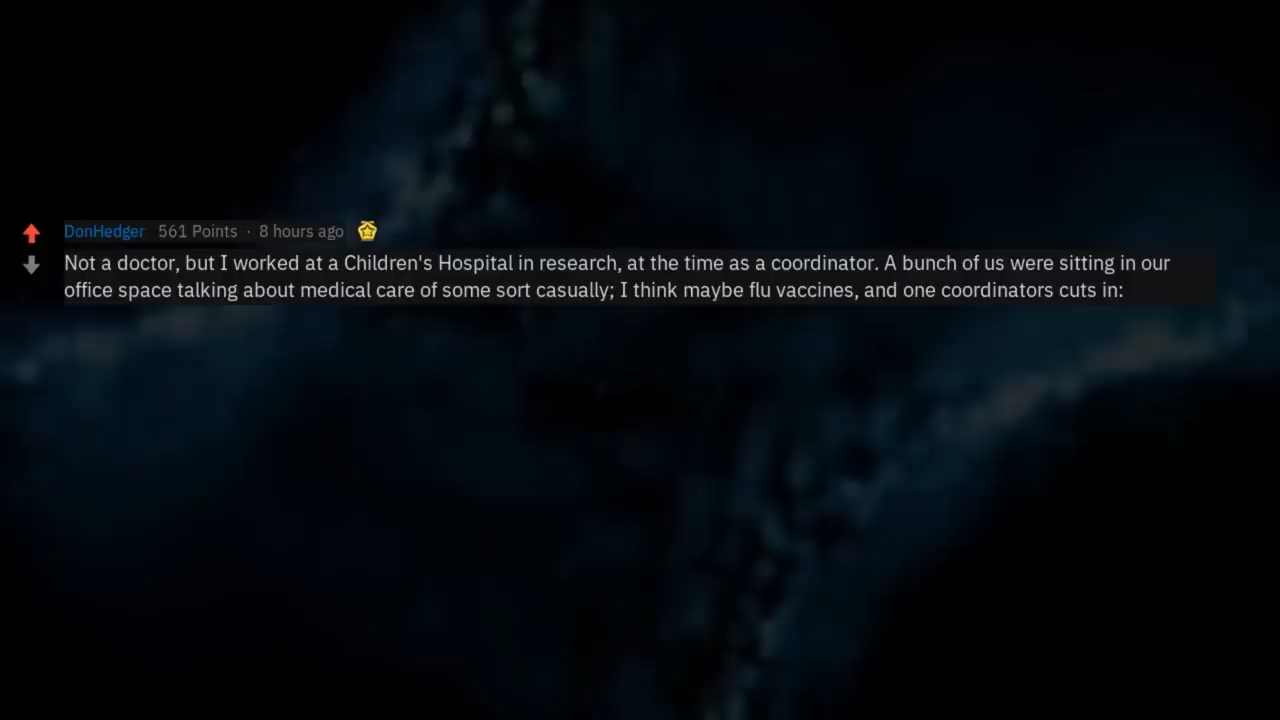 DonHedger 561 Points · 8 hours ago
Not a doctor, but I worked at a Children's Hospital in research, at the time as a coordinator. A bunch of us were sitting in our
office space talking about medical care of some sort casually; I think maybe flu vaccines, and one coordinators cuts in: